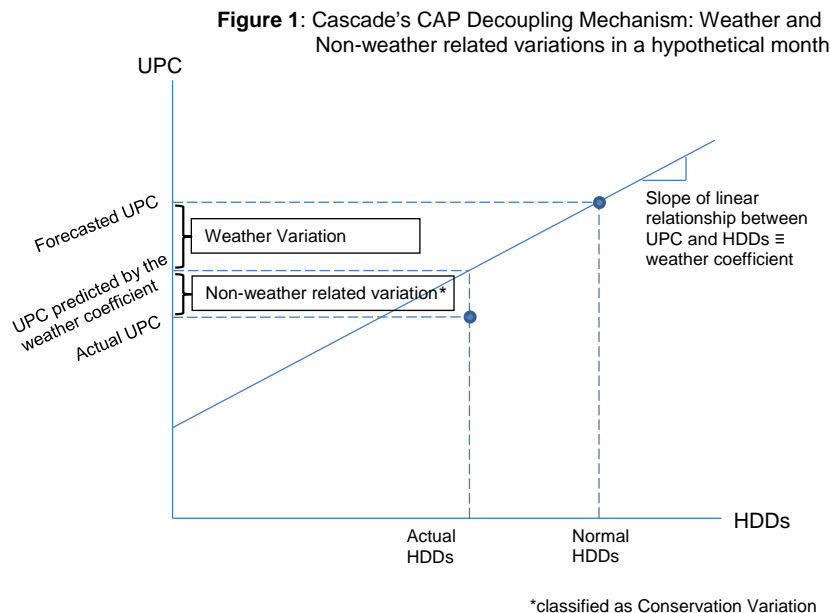 Figure 1: Cascade's CAP Decoupling Mechanism: Weather and
Non-weather related variations in a hypothetical month
UPC
Forecasted UPC
Weather Variation
Slope of linear
relationship between
UPC and HDDs ≡
weather coefficient
UPC predicted by the
weather coefficient
Non-weather related variation*
Actual UPC
HDDs
Actual
HDDs
Normal
HDDs
*classified as Conservation Variation